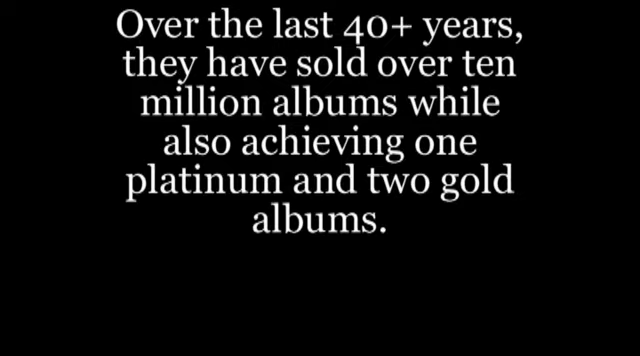 Over the last 40+ years,
they have sold over ten
million albums while
also achieving one
platinum and two gold
albums.